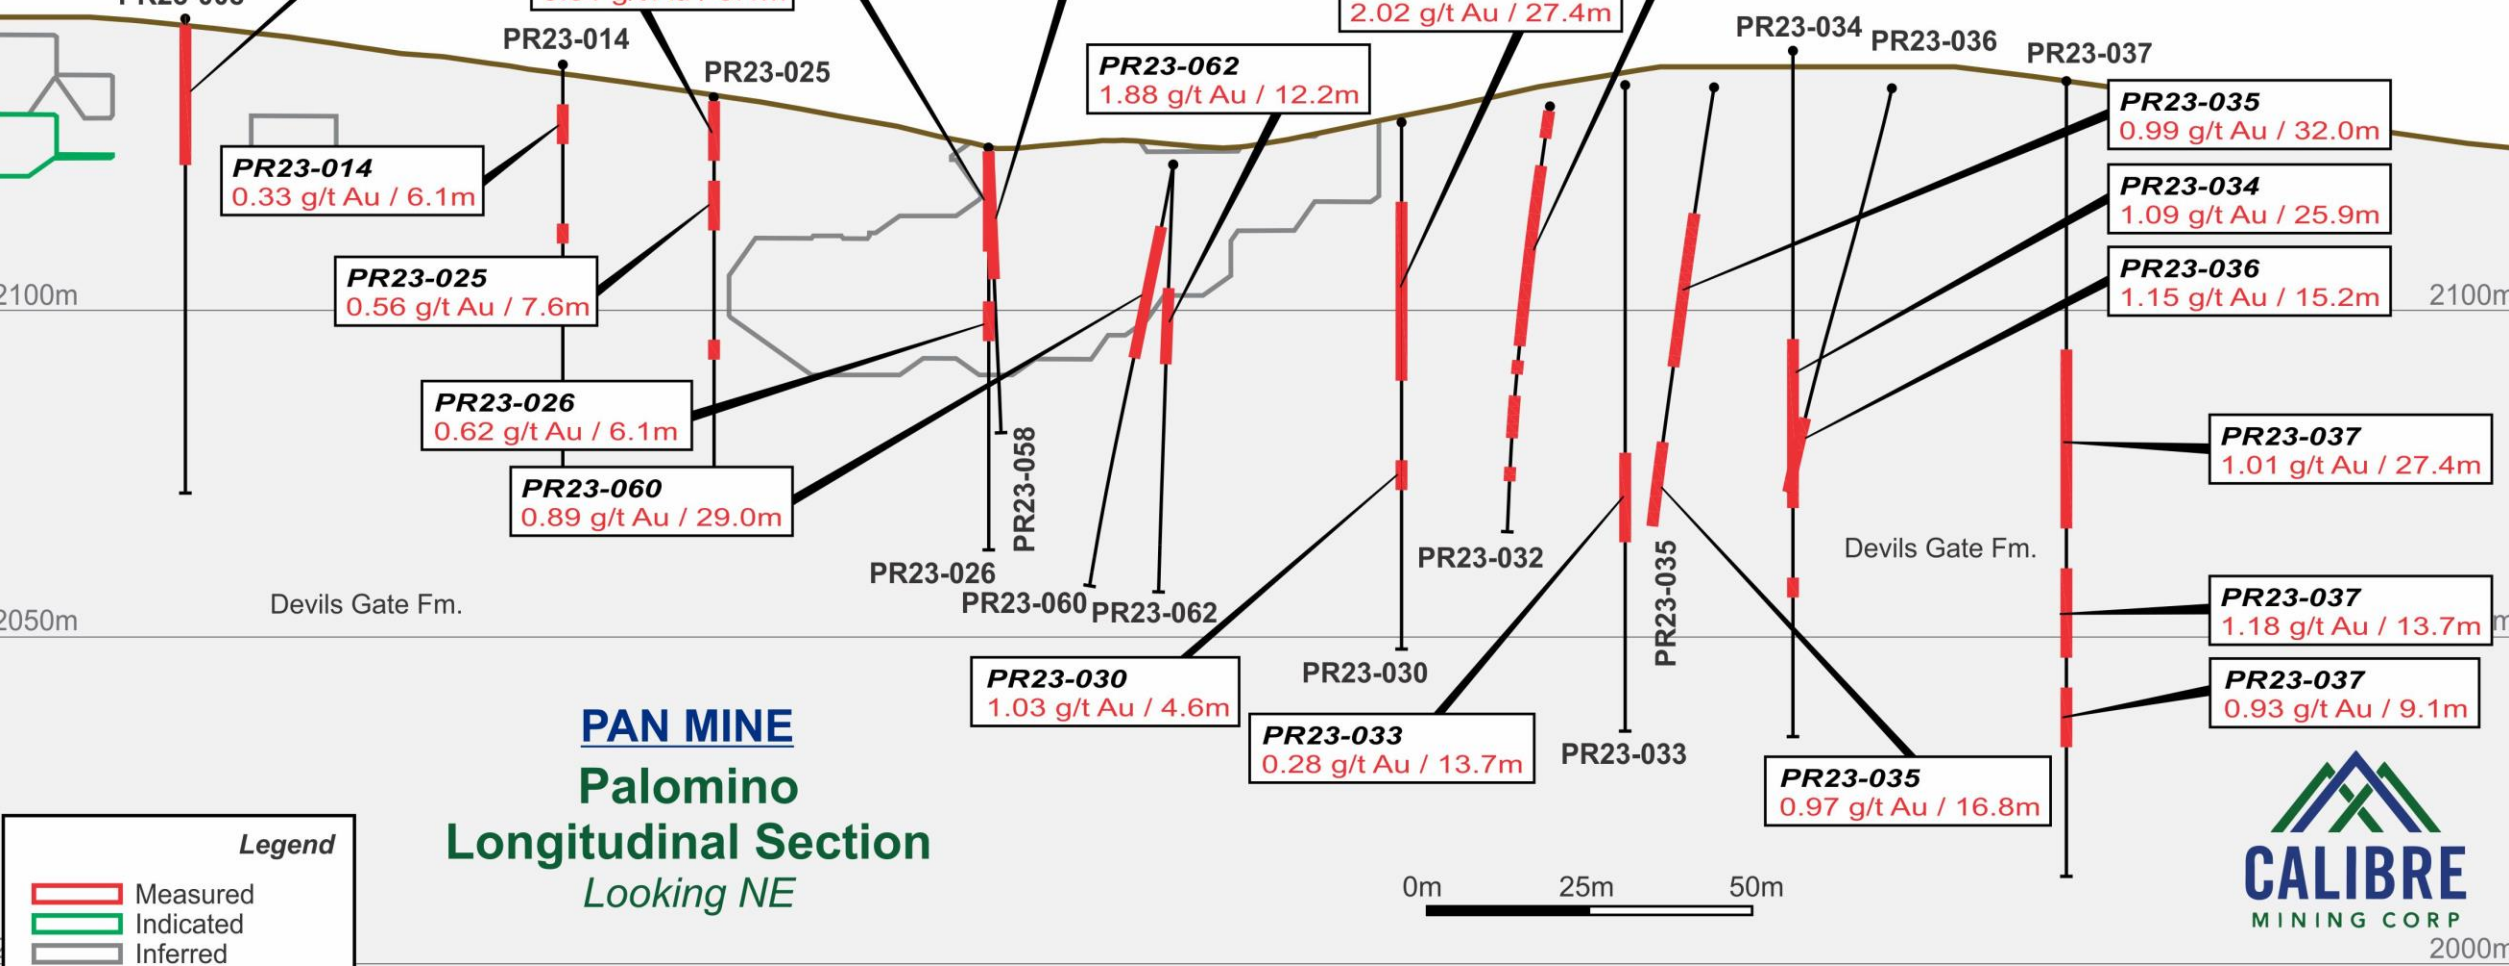 PR23-014
PR23-025
2.02 g/t Au / 27.4m
PR23-034
PR23-036
PR23-037
PR23-062
1.88 g/t Au / 12.2m
PR23-035
0.99 g/t Au / 32.0m
PR23-014
0.33 g/t Au / 6.1m
PR23-034
1.09 g/t Au / 25.9m
PR23-025
0.56 g/t Au / 7.6m
PR23-036
1.15 g/t Au / 15.2m
2100m
2100m
PR23-026
0.62 g/t Au / 6.1m
PR23-037
1.01 g/t Au / 27.4m
PR23-060
0.89 g/t Au / 29.0m
PR23-058
PR23-026
PR23-060
PR23-062
PR23-032
PR23-035
Devils Gate Fm.
Devils Gate Fm.
2050m
PR23-037
1.18 g/t Au / 13.7m
m
PR23-030
1.03 g/t Au / 4.6m
PR23-030
PR23-037
0.93 g/t Au / 9.1m
PR23-033
0.28 g/t Au / 13.7m
PR23-033
PR23-035
0.97 g/t Au / 16.8m
PAN MINE
Palomino
Longitudinal Section
Looking NE
Legend
Measured
Indicated
Inferred
0m 25m 50m
CALIBRE
MINING CORP
2000m